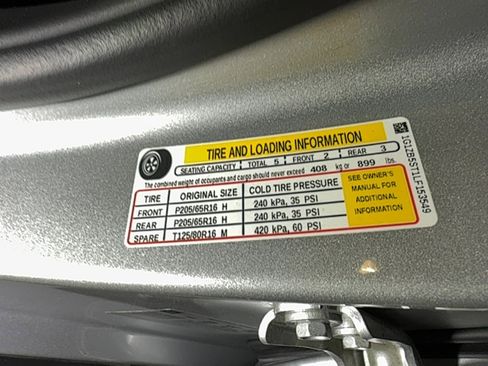 TIRE AND LOADING INFORMATION
SEATING CAPACITY TOTAL 5 FRONT 2 REAR 3
The combined weight of occupants and cargo should never exceed 408 kg or 899 lbs.
TIRE ORIGINAL SIZE COLD TIRE PRESSURE
FRONT P205/65R16 H 240 kPa, 35 PSI
REAR P205/65R16 H 240 kPa, 35 PSI
SPARE T125/80R16 M 420 kPa, 60 PSI
SEE OWNER'S
MANUAL FOR
ADDITIONAL
INFORMATION
1G1ZB5ST1LF153549